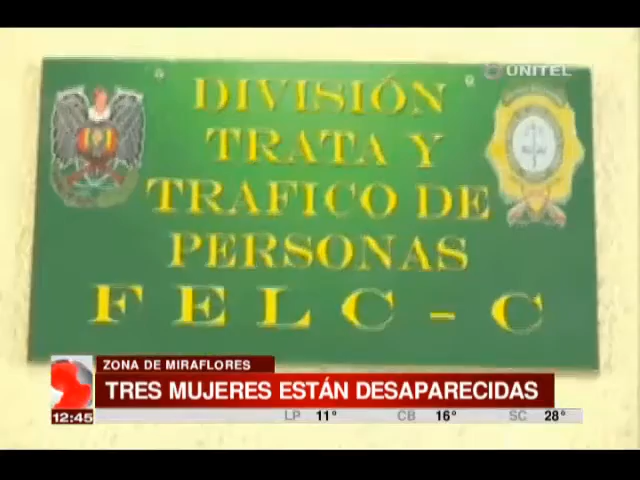 UNITEL
DIVISIÓN
TRATA Y
TRAFICO DE
PERSONAS
FELC-C
ZONA DE MIRAFLORES
TRES MUJERES ESTÁN DESAPARECIDAS
12:45 LP 11° CB 16° SC 28°